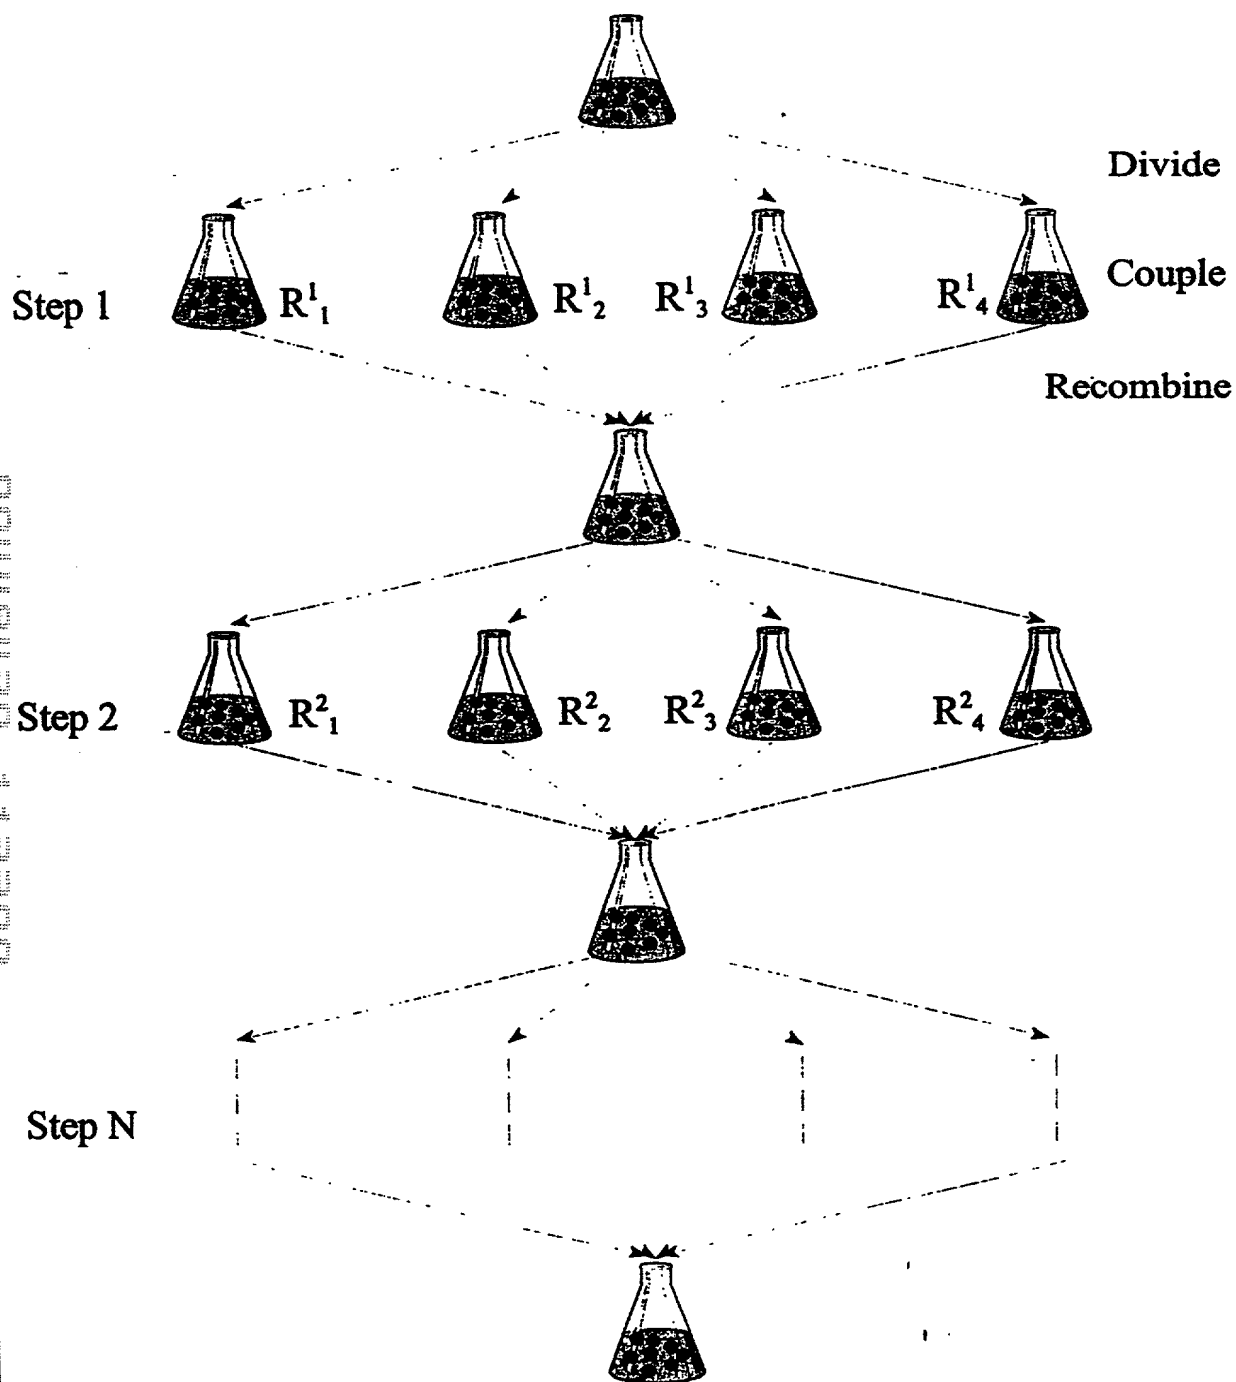 Divide
Couple
Step 1 R¹₁ R¹₂ R¹₃ R¹₄
Recombine
Step 2 R²₁ R²₂ R²₃ R²₄
Step N